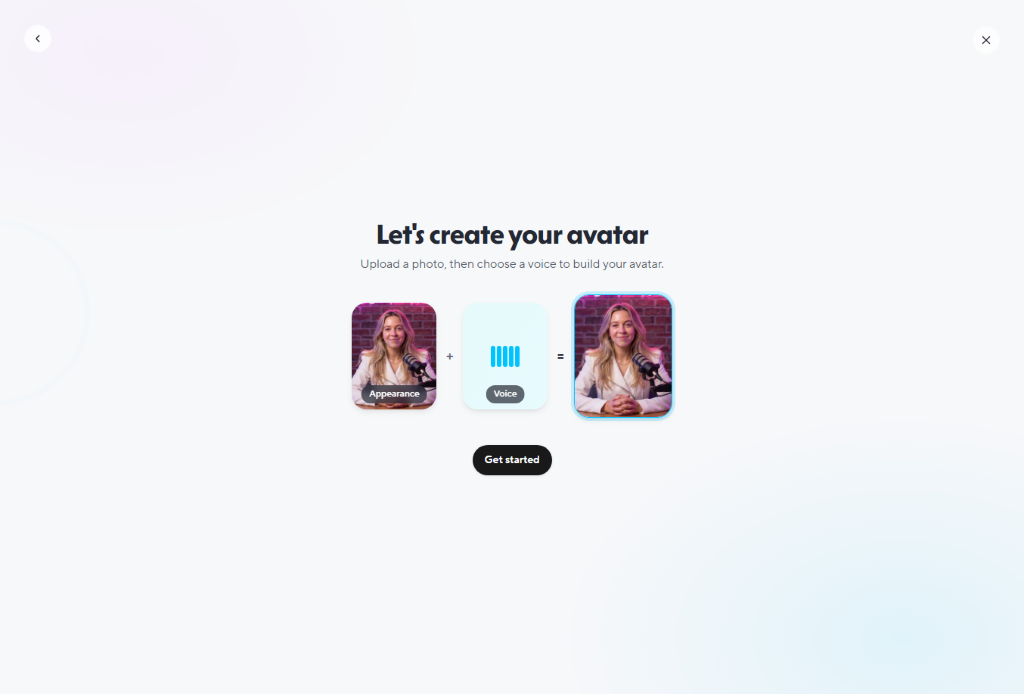 Let's create your avatar
Upload a photo, then choose a voice to build your avatar.
Appearance
+
Voice
=
Get started